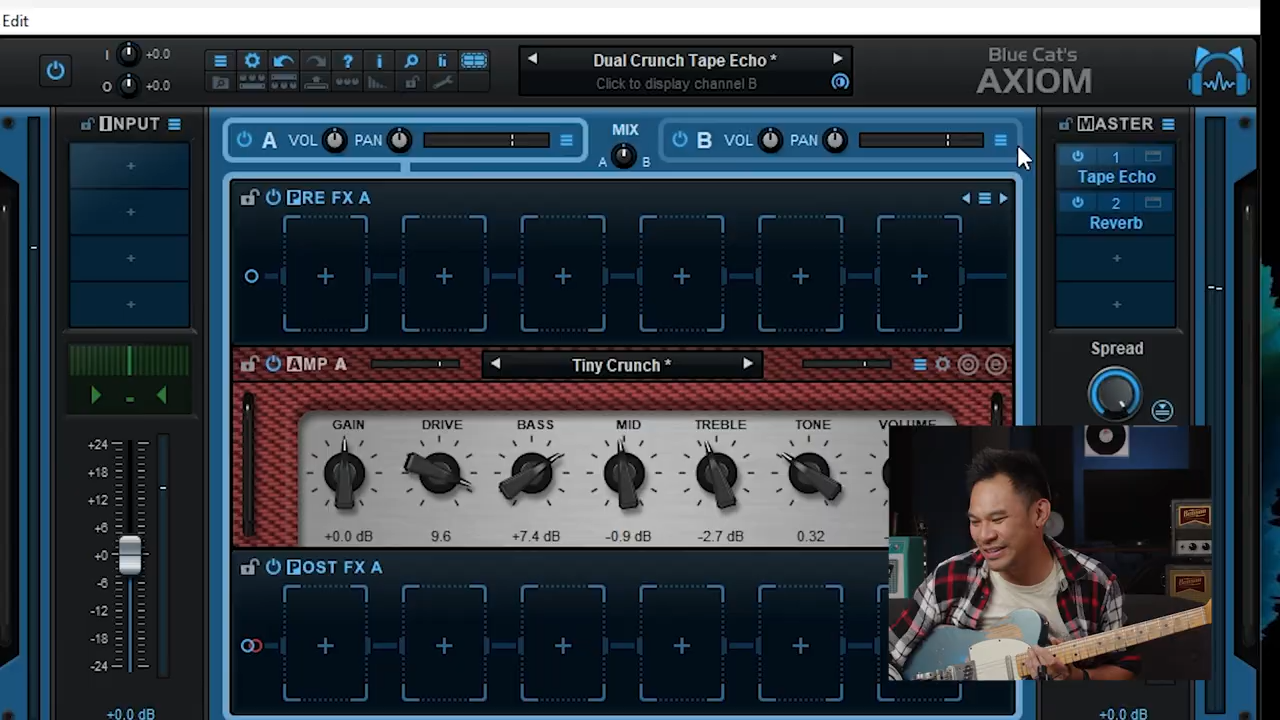 Edit
I +0.0
O +0.0
Dual Crunch Tape Echo *
Click to display channel B
Blue Cat's
AXIOM
INPUT
A VOL PAN
MIX
A B
B VOL PAN
MASTER
1
Tape Echo
2
Reverb
PRE FX A
AMP A
Tiny Crunch *
Spread
GAIN DRIVE BASS MID TREBLE TONE VOLUME
+0.0 dB 9.6 +7.4 dB -0.9 dB -2.7 dB 0.32
+24
+18
+12
+6
+0
-6
-12
-18
-24
+0.0 dB
POST FX A
+0.0 dB